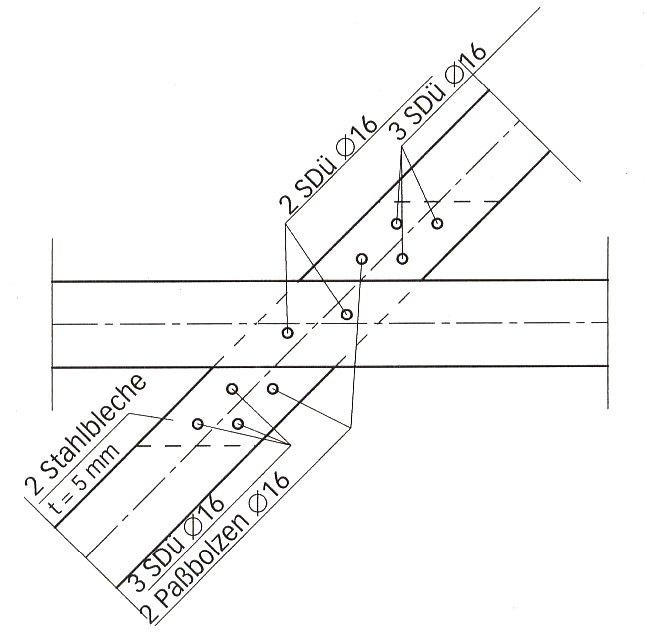 3 SDü Ø16
2 SDü Ø16
2 Stahlbleche
t = 5 mm
3 SDü Ø16
2 Paßbolzen Ø16